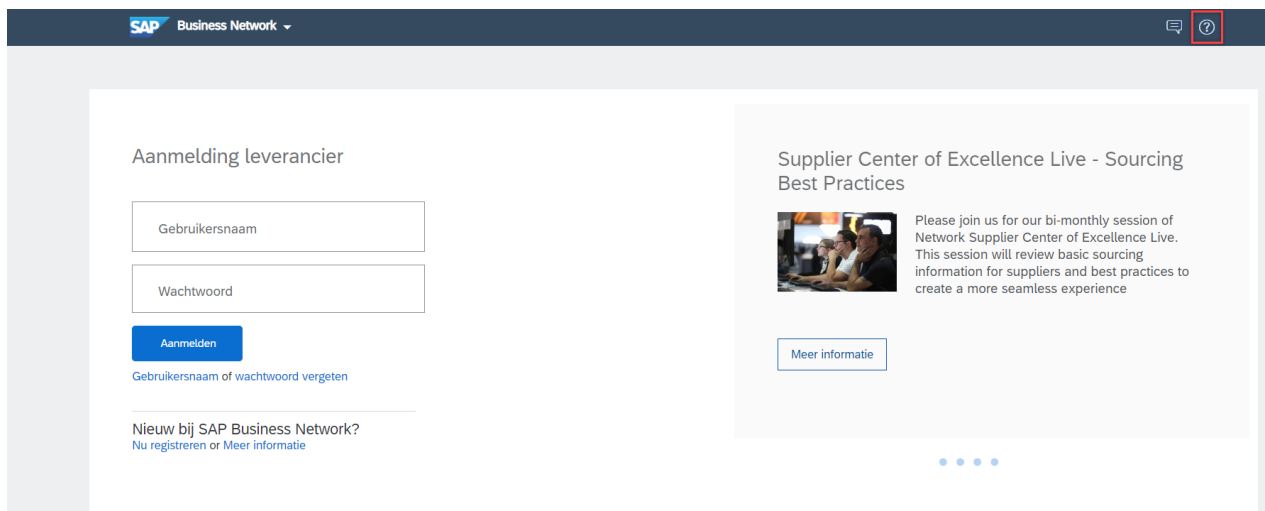 SAP Business Network
Aanmelding leverancier
Gebruikersnaam
Wachtwoord
Aanmelden
Gebruikersnaam of wachtwoord vergeten
Nieuw bij SAP Business Network?
Nu registreren or Meer informatie
Supplier Center of Excellence Live - Sourcing
Best Practices
Please join us for our bi-monthly session of
Network Supplier Center of Excellence Live.
This session will review basic sourcing
information for suppliers and best practices to
create a more seamless experience
Meer informatie